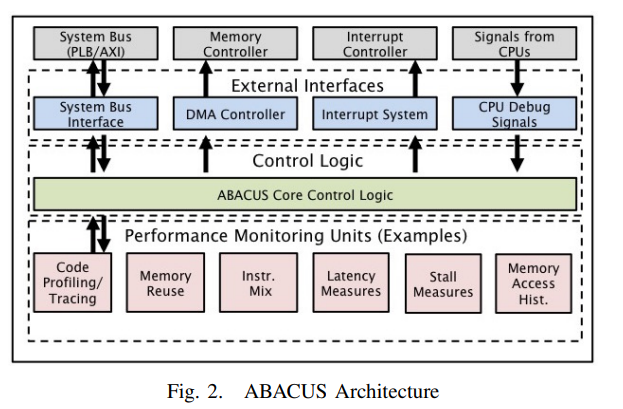 System Bus
(PLB/AXI)
Memory
Controller
Interrupt
Controller
Signals from
CPUs
External Interfaces
System Bus
Interface
DMA Controller
Interrupt System
CPU Debug
Signals
Control Logic
ABACUS Core Control Logic
Performance Monitoring Units (Examples)
Code
Profiling/
Tracing
Memory
Reuse
Instr.
Mix
Latency
Measures
Stall
Measures
Memory
Access
Hist.
Fig. 2. ABACUS Architecture